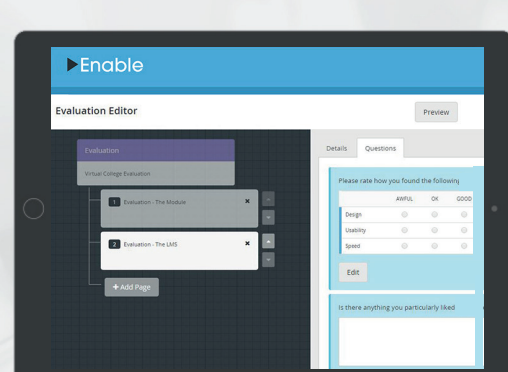 Enable
Evaluation Editor
Preview
Evaluation
Virtual College Evaluation
1 Evaluation - The Module ×
2 Evaluation - The LMS ×
+ Add Page
Details Questions
Please rate how you found the following
AWFUL OK GOOD
Design
Usability
Speed
Edit
Is there anything you particularly liked